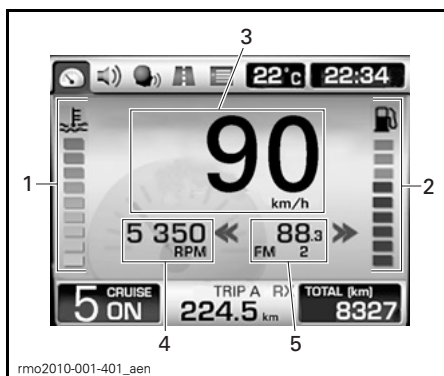 3
22°c 22:34
1
90
km/h
2
5 350 88.3
RPM FM 2
5 CRUISE ON
TRIP A RX
224.5 km
TOTAL [km]
8327
4 5
rmo2010-001-401_aen